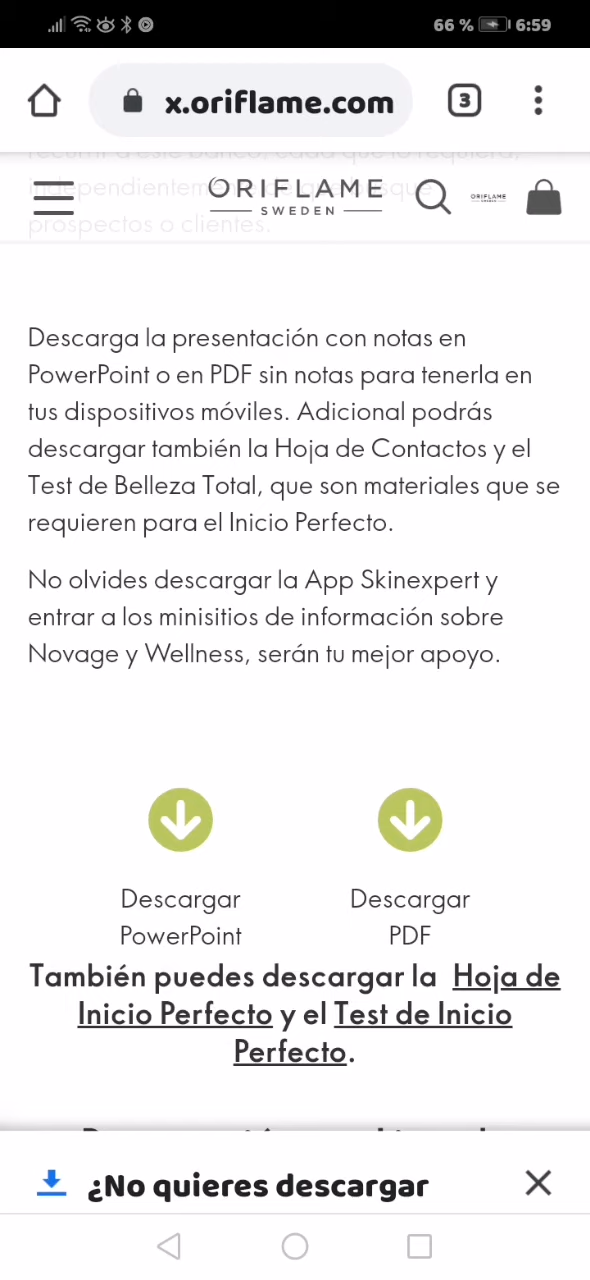 66 % 6:59
x.oriflame.com
3
independientemente de que busque
ORIFLAME
SWEDEN
ORIFLAME
prospectos o clientes.
Descarga la presentación con notas en
PowerPoint o en PDF sin notas para tenerla en
tus dispositivos móviles. Adicional podrás
descargar también la Hoja de Contactos y el
Test de Belleza Total, que son materiales que se
requieren para el Inicio Perfecto.
No olvides descargar la App Skinexpert y
entrar a los minisitios de información sobre
Novage y Wellness, serán tu mejor apoyo.
Descargar
PowerPoint
Descargar
PDF
También puedes descargar la Hoja de
Inicio Perfecto y el Test de Inicio
Perfecto.
¿No quieres descargar